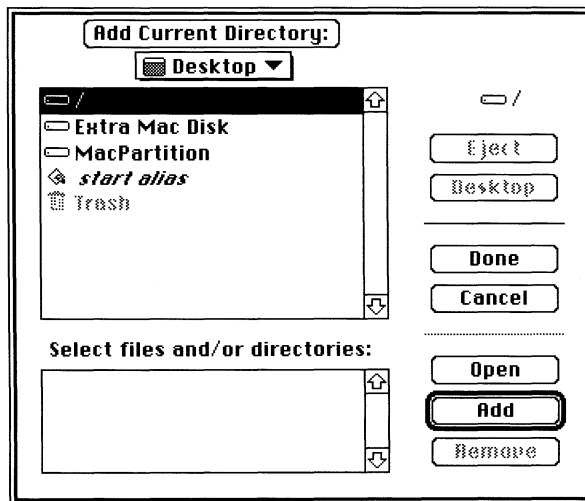 Add Current Directory:
Desktop
/
/
Extra Mac Disk
MacPartition
start alias
Trash
Eject
Desktop
Done
Cancel
Select files and/or directories:
Open
Add
Remove